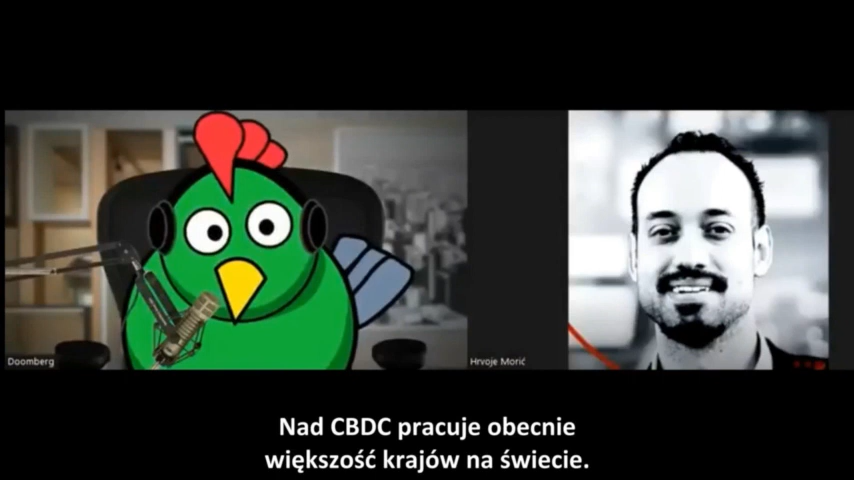 Doomberg
Hrvoje Morić
Nad CBDC pracuje obecnie
większość krajów na świecie.